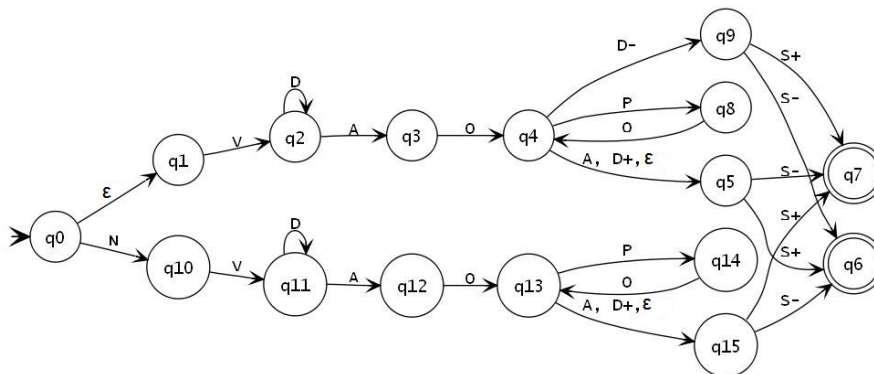 q9
D-
S+
D
P
q8
S-
V
q2
A
q3
O
q4
O
q1
A, D+,ε
q5
S-
q7
ε
S+
q0
N
D
q14
S+
q6
q10
V
q11
A
q12
O
q13
P
O
A, D+,ε
S-
q15